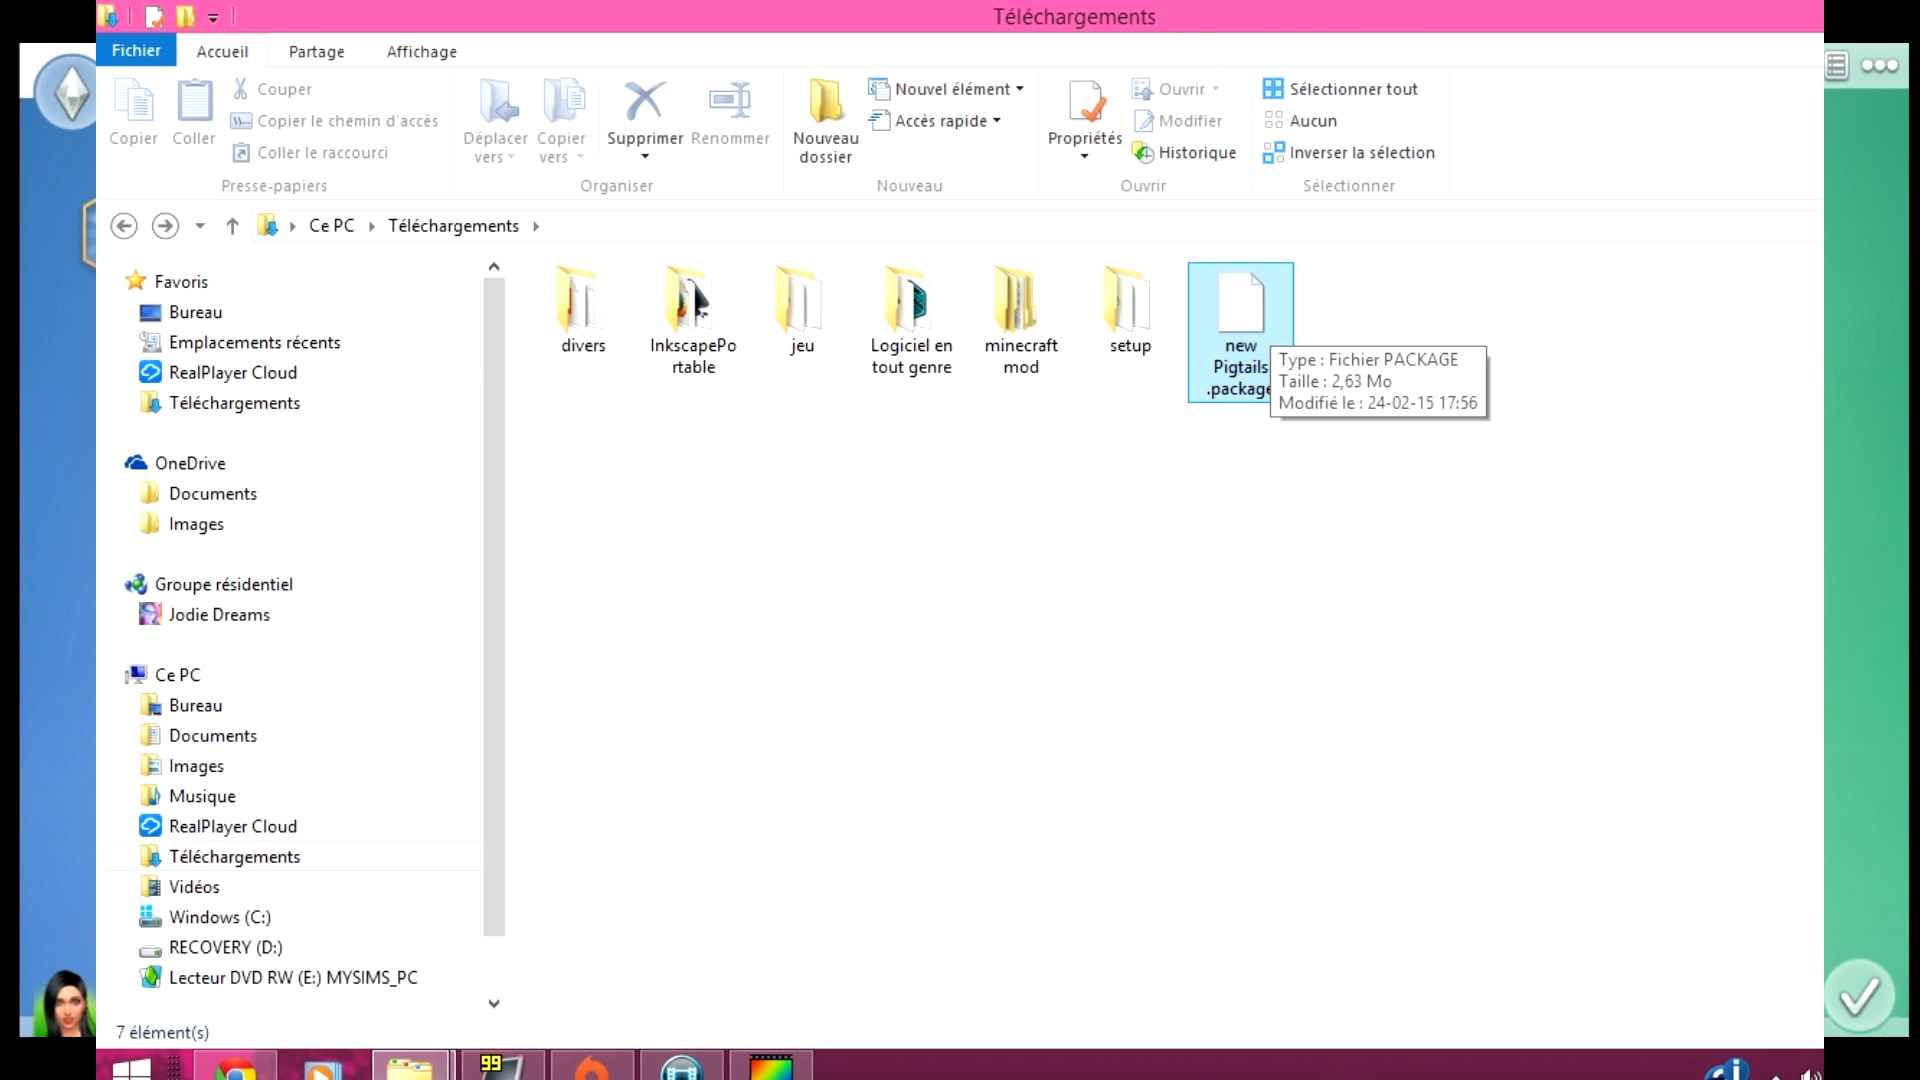 Téléchargements
Fichier
Accueil
Partage
Affichage
Copier
Coller
Couper
Copier le chemin d'accès
Coller le raccourci
Presse-papiers
Déplacer
vers
Copier
vers
Supprimer
Renommer
Organiser
Nouveau
dossier
Nouvel élément
Accès rapide
Nouveau
Propriétés
Ouvrir
Modifier
Historique
Ouvrir
Sélectionner tout
Aucun
Inverser la sélection
Sélectionner
Ce PC
Téléchargements
Favoris
Bureau
Emplacements récents
RealPlayer Cloud
Téléchargements
OneDrive
Documents
Images
Groupe résidentiel
Jodie Dreams
Ce PC
Bureau
Documents
Images
Musique
RealPlayer Cloud
Téléchargements
Vidéos
Windows (C:)
RECOVERY (D:)
Lecteur DVD RW (E:) MYSIMS_PC
divers
InkscapePo
rtable
jeu
Logiciel en
tout genre
minecraft
mod
setup
new
Pigtails
.package
Type : Fichier PACKAGE
Taille : 2,63 Mo
Modifié le : 24-02-15 17:56
7 élément(s)
99